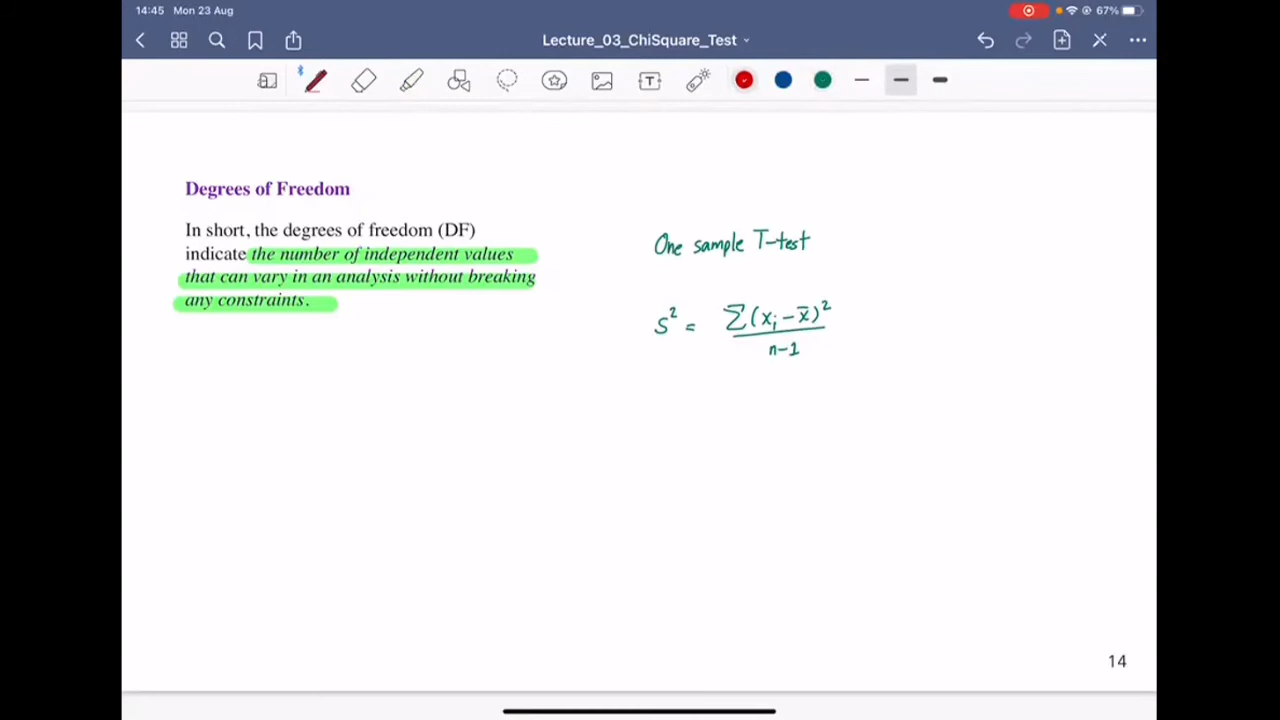 14:45 Mon 23 Aug
67%
Lecture_03_ChiSquare_Test
T
Degrees of Freedom
In short, the degrees of freedom (DF)
indicate the number of independent values
that can vary in an analysis without breaking
any constraints.
One sample T-test
s² = Σ(xᵢ-x̄)²
n-1
14